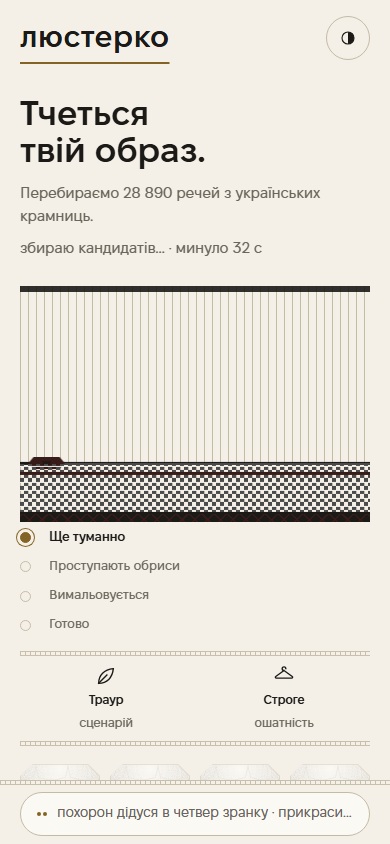 люстерко
Тчеться
твій образ.
Перебираємо 28 890 речей з українських
крамниць.
збираю кандидатів… · минуло 32 с
Ще туманно
Проступають обриси
Вимальовується
Готово
Траур
Строге
сценарій
ошатність
похорон дідуся в четвер зранку · прикраси…